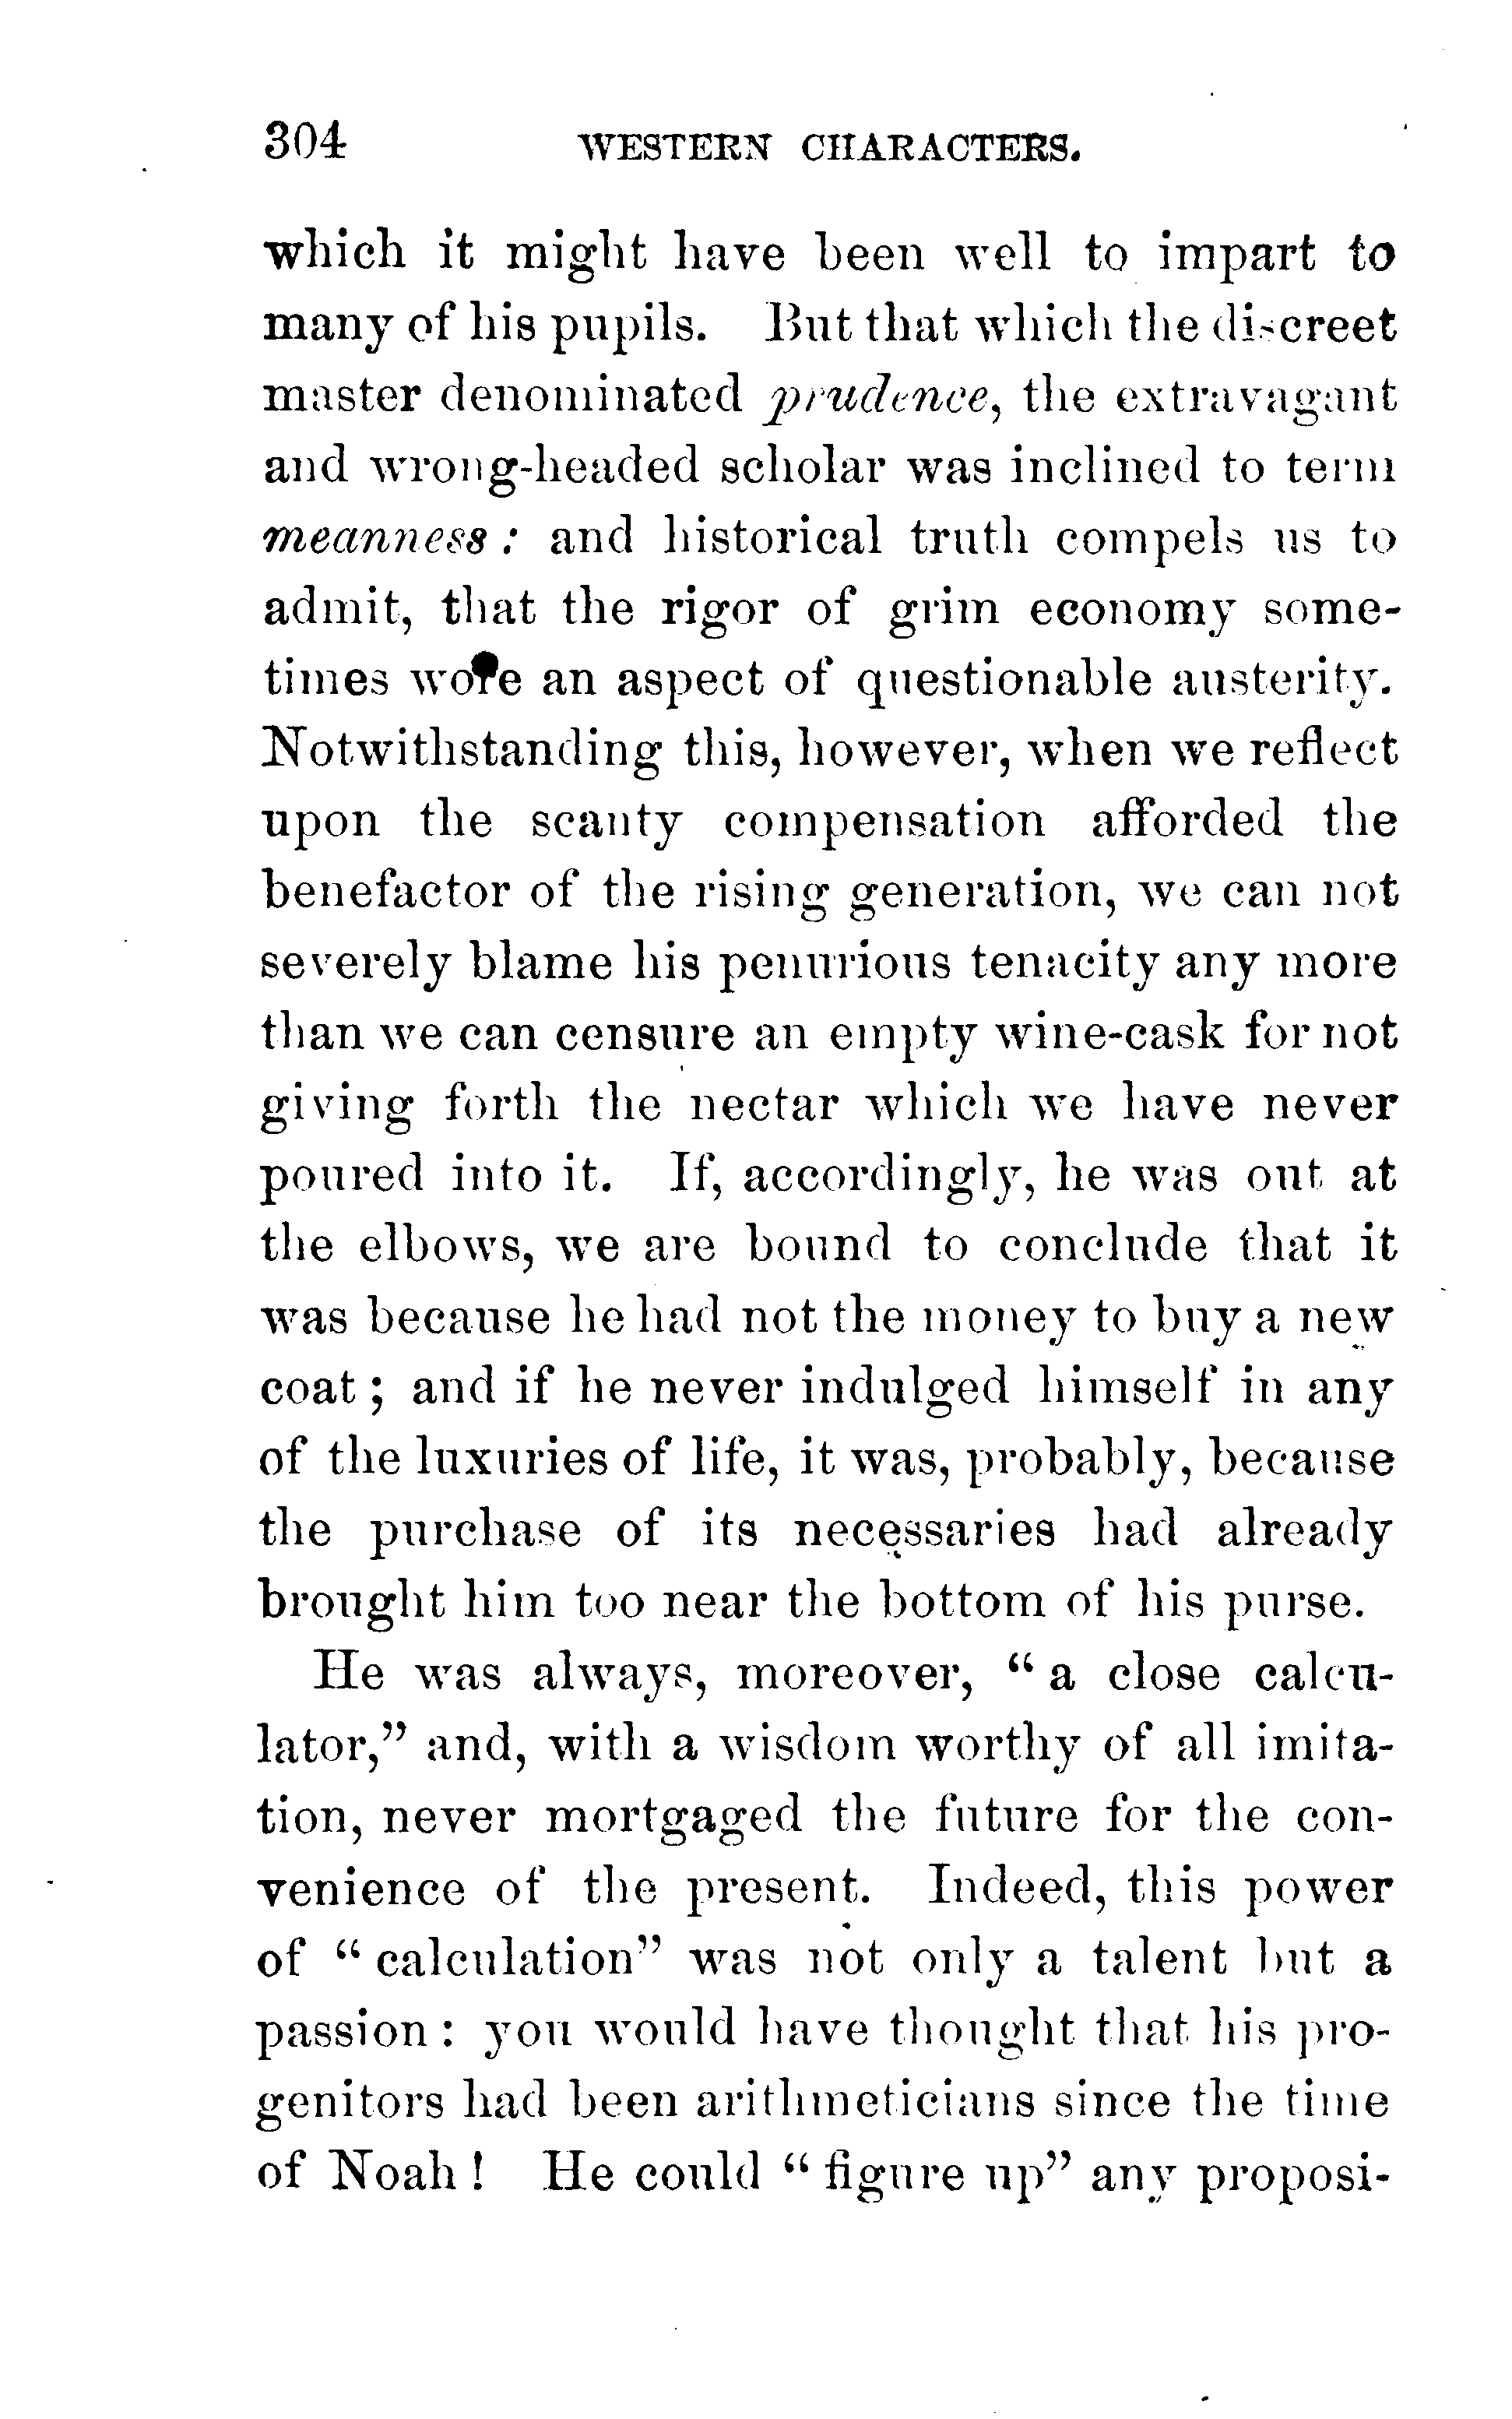 304 WESTERN CHARACTERS.
which it might have been well to impart to
many of his pupils. But that which the discreet
master denominated prudence, the extravagant
and wrong-headed scholar was inclined to term
meanness: and historical truth compels us to
admit, that the rigor of grim economy some-
times wore an aspect of questionable austerity.
Notwithstanding this, however, when we reflect
upon the scanty compensation afforded the
benefactor of the rising generation, we can not
severely blame his penurious tenacity any more
than we can censure an empty wine-cask for not
giving forth the nectar which we have never
poured into it. If, accordingly, he was out at
the elbows, we are bound to conclude that it
was because he had not the money to buy a new
coat; and if he never indulged himself in any
of the luxuries of life, it was, probably, because
the purchase of its necessaries had already
brought him too near the bottom of his purse.
He was always, moreover, "a close calcu-
lator," and, with a wisdom worthy of all imita-
tion, never mortgaged the future for the con-
venience of the present. Indeed, this power
of "calculation" was not only a talent but a
passion: you would have thought that his pro-
genitors had been arithmeticians since the time
of Noah! He could "figure up" any proposi-